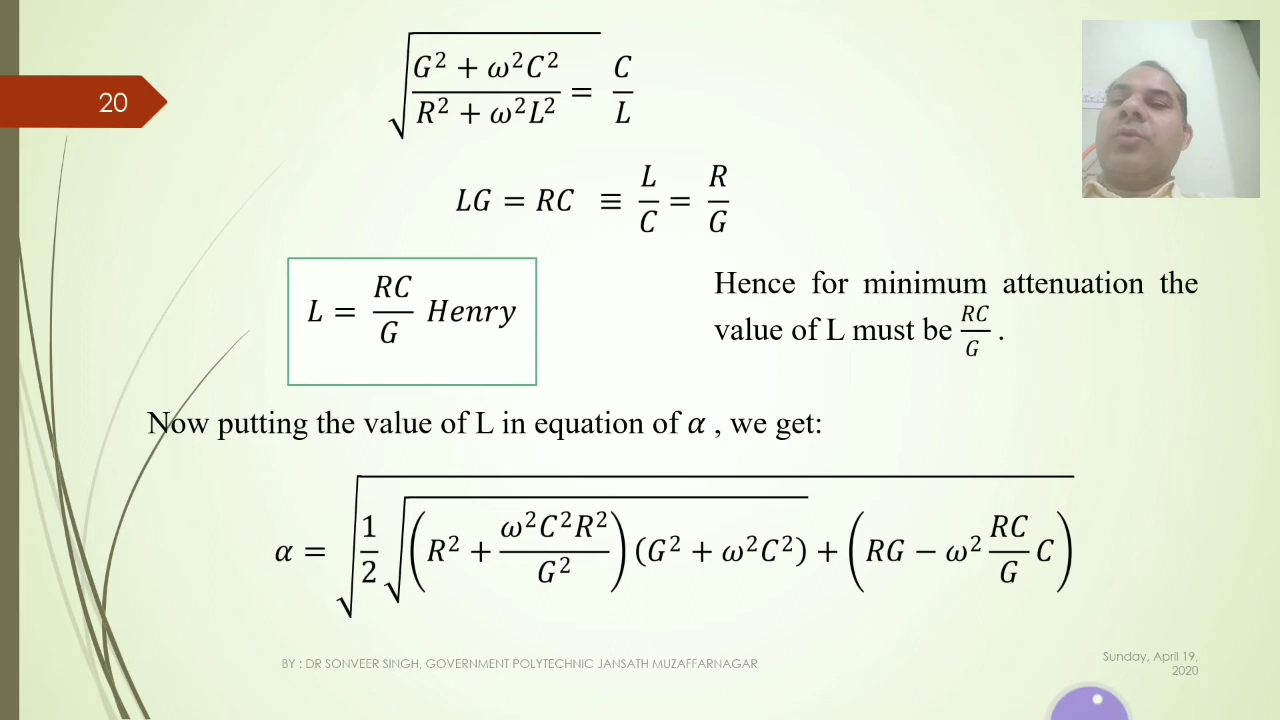 20
√((G² + ω²C²)/(R² + ω²L²)) = C/L
LG = RC ≡ L/C = R/G
L = RC/G Henry
Hence for minimum attenuation the
value of L must be RC/G .
Now putting the value of L in equation of α , we get:
α = √(1/2 √((R² + ω²C²R²/G²)(G² + ω²C²)) + (RG − ω² RC/G C))
BY : DR SONVEER SINGH, GOVERNMENT POLYTECHNIC JANSATH MUZAFFARNAGAR
Sunday, April 19,
2020